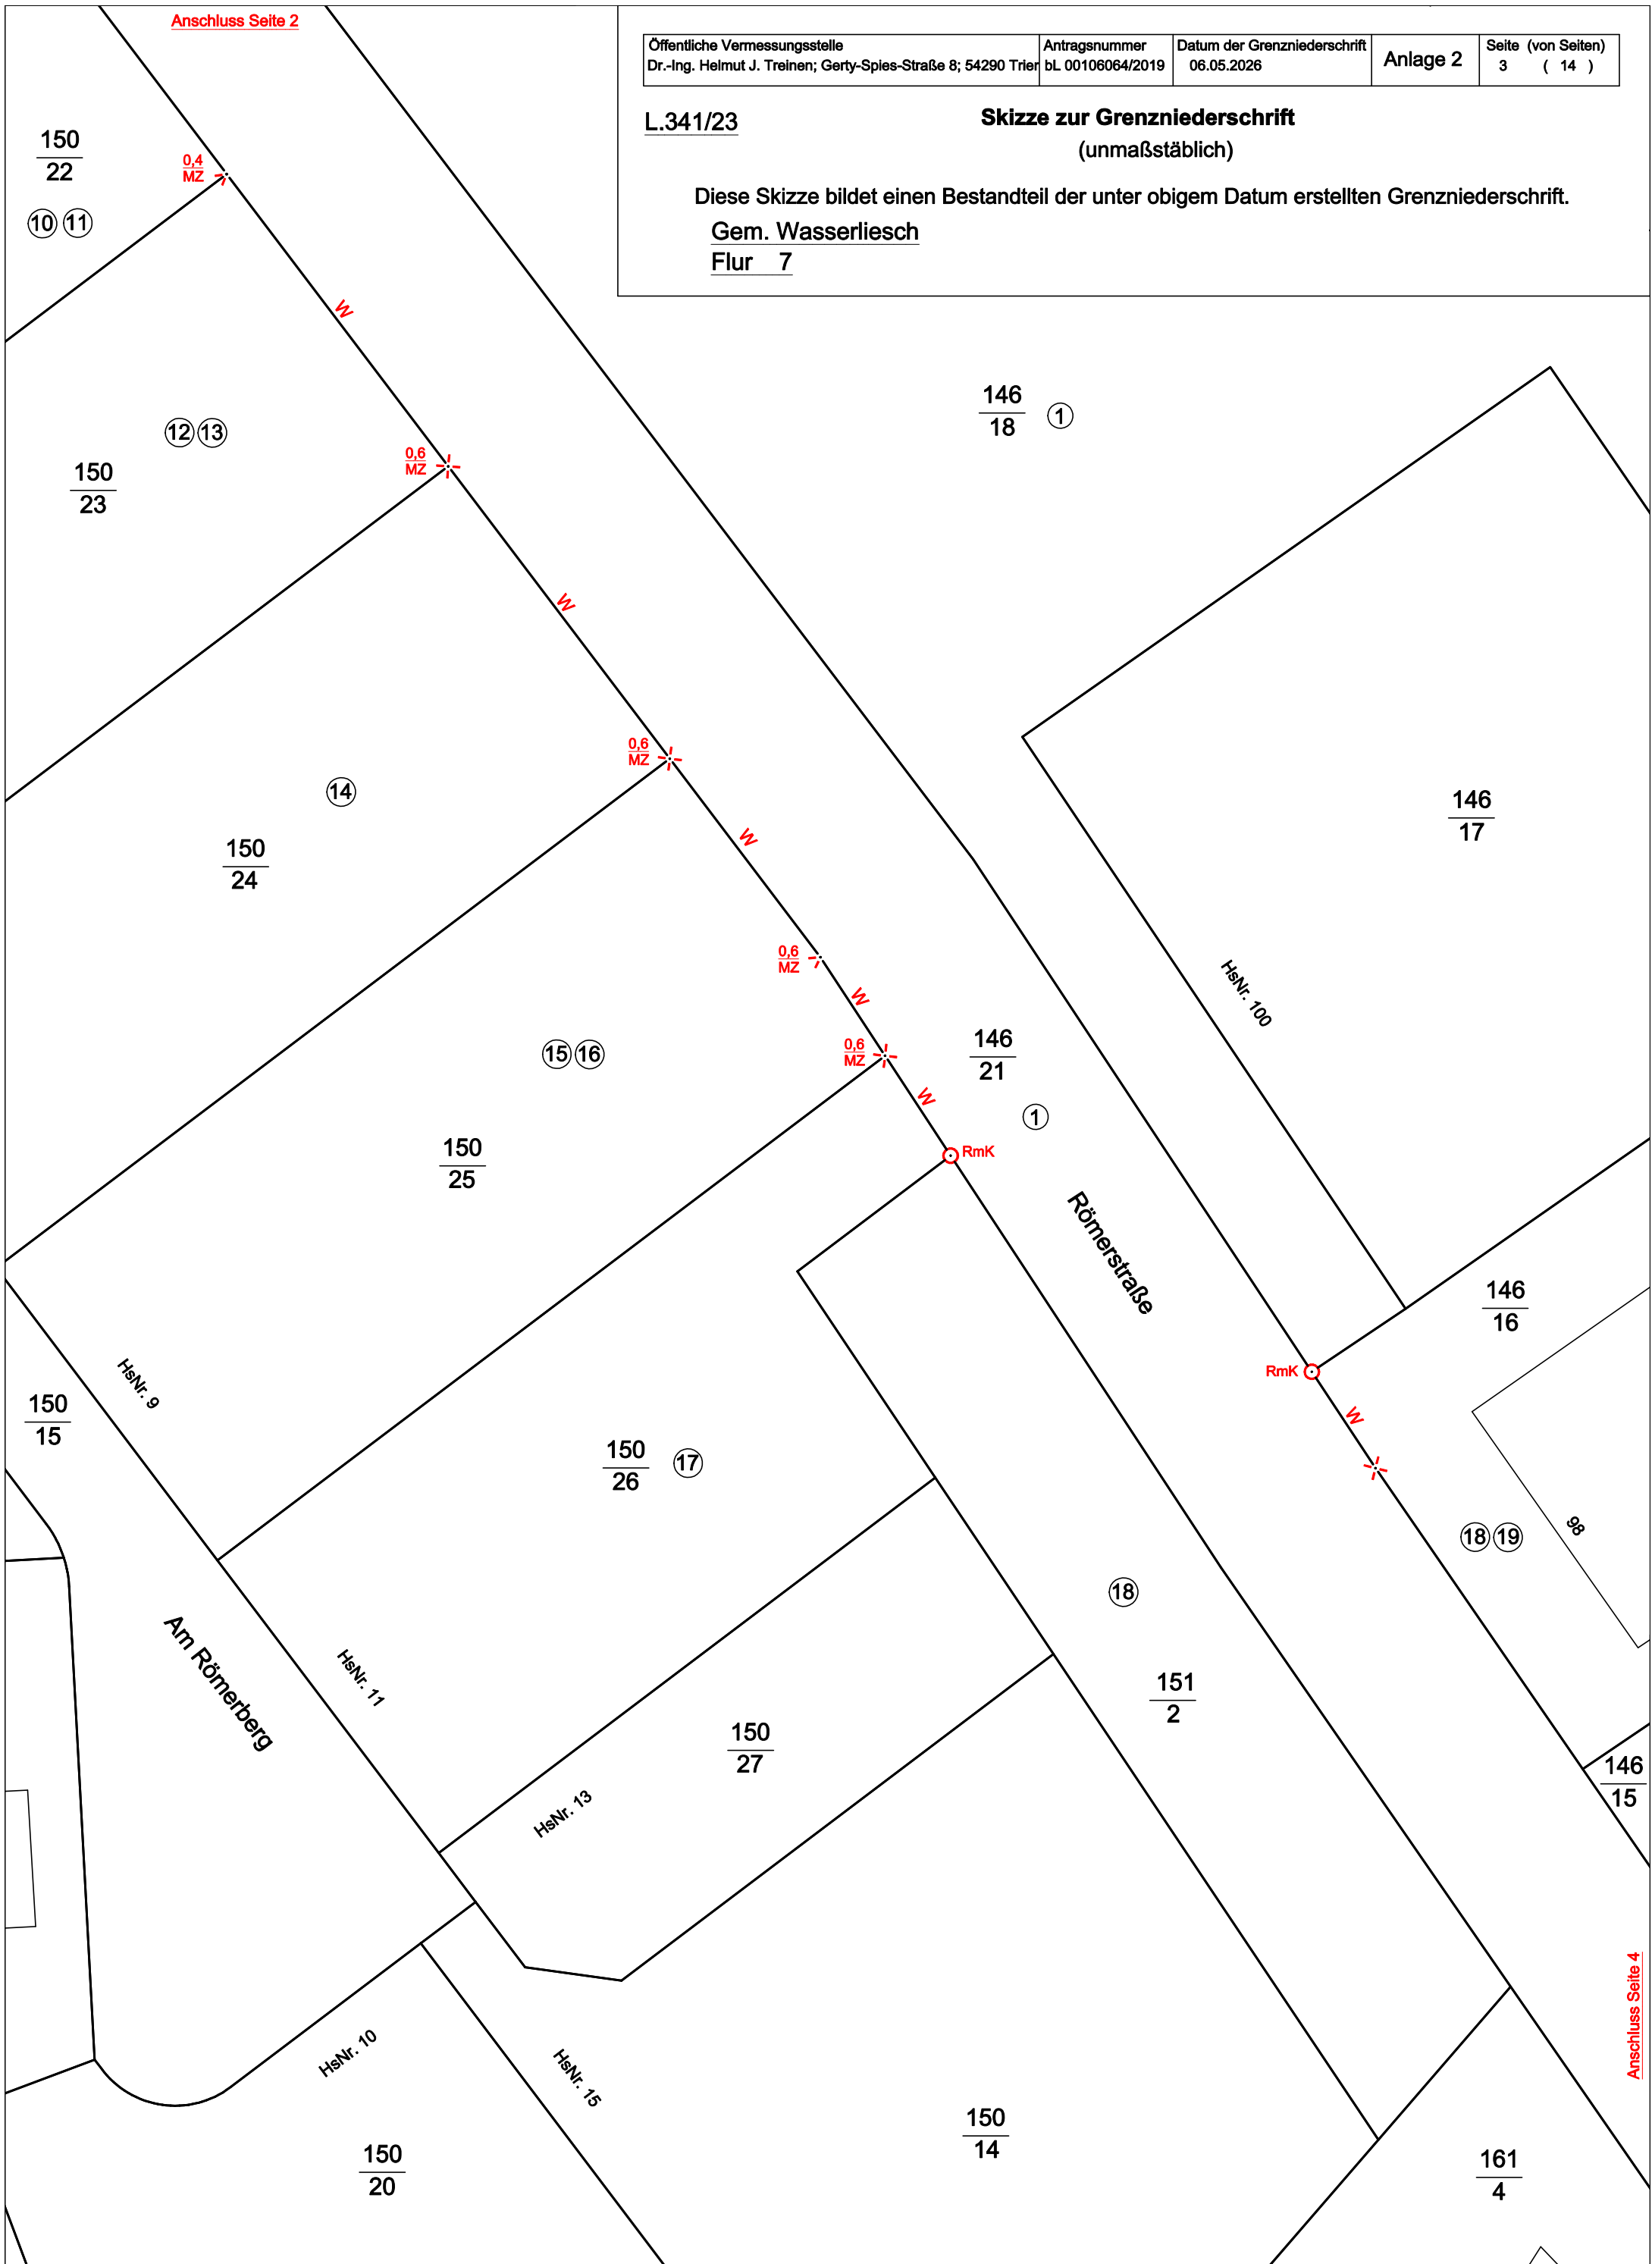 Anschluss Seite 2
Öffentliche Vermessungsstelle
Dr.-Ing. Helmut J. Treinen; Gerty-Spies-Straße 8; 54290 Trier
Antragsnummer
bL 00106064/2019
Datum der Grenzniederschrift
06.05.2026
Anlage 2
Seite (von Seiten)
3 ( 14 )
L.341/23
Skizze zur Grenzniederschrift
(unmaßstäblich)
Diese Skizze bildet einen Bestandteil der unter obigem Datum erstellten Grenzniederschrift.
Gem. Wasserliesch
Flur 7
150
22
10 11
0,4
MZ
W
146
18
1
12 13
150
23
0,6
MZ
W
0,6
MZ
14
150
24
W
146
17
0,6
MZ
W
HsNr. 100
15 16
0,6
MZ
146
21
W
1
150
25
RmK
Römerstraße
146
16
RmK
HsNr. 9
150
15
W
150
26
17
18 19
98
18
Am Römerberg
HsNr. 11
151
2
150
27
146
15
HsNr. 13
Anschluss Seite 4
HsNr. 10
HsNr. 15
150
14
150
20
161
4